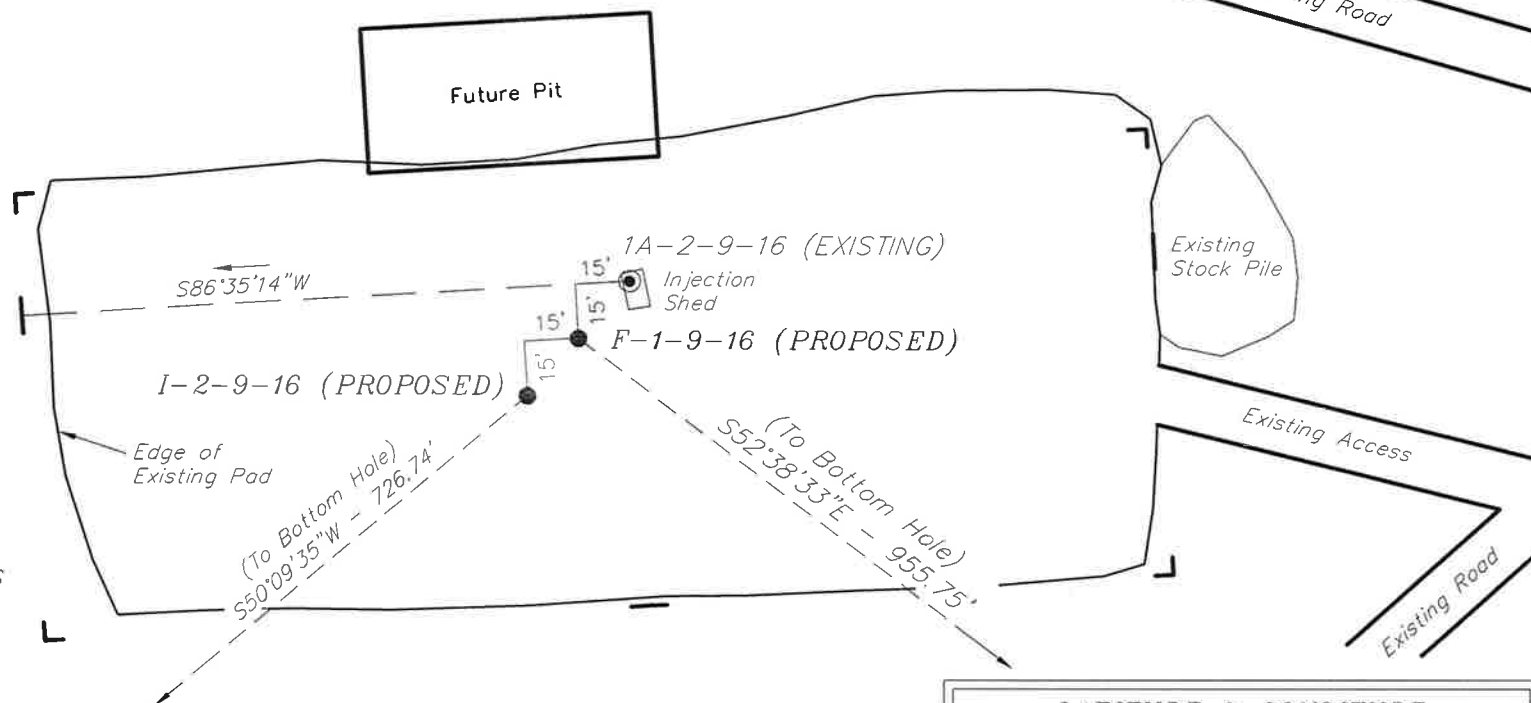 ng Road
Future Pit
1A-2-9-16 (EXISTING)
Existing
Stock Pile
S86°35'14"W
15'
Injection
Shed
15'
15'
F-1-9-16 (PROPOSED)
15'
I-2-9-16 (PROPOSED)
Existing Access
Edge of
Existing Pad
(To Bottom Hole)
S50°09'35"W - 726.74'
(To Bottom Hole)
S52°38'33"E - 955.75'
Existing Road